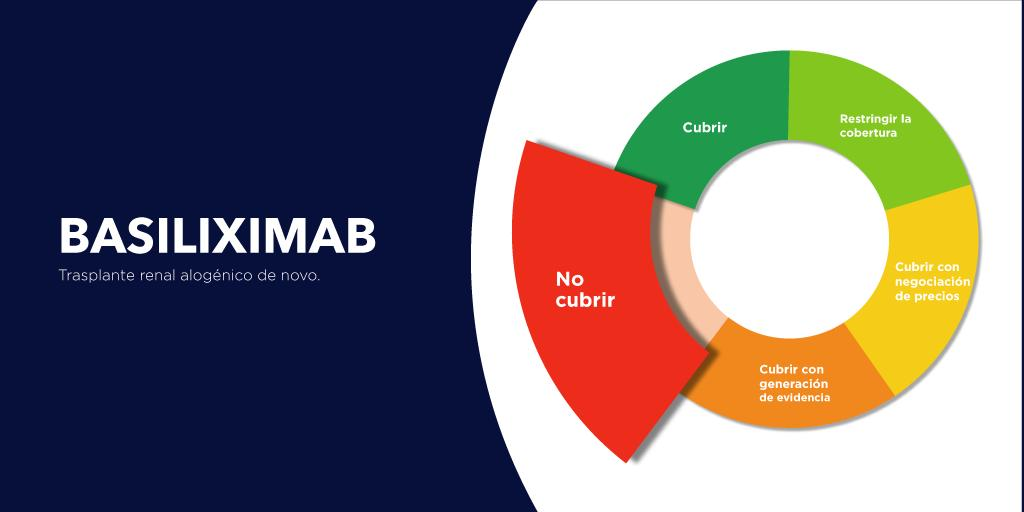 BASILIXIMAB
Trasplante renal alogénico de novo.
Cubrir
Restringir la
cobertura
Cubrir con
negociación
de precios
Cubrir con
generación
de evidencia
No
cubrir